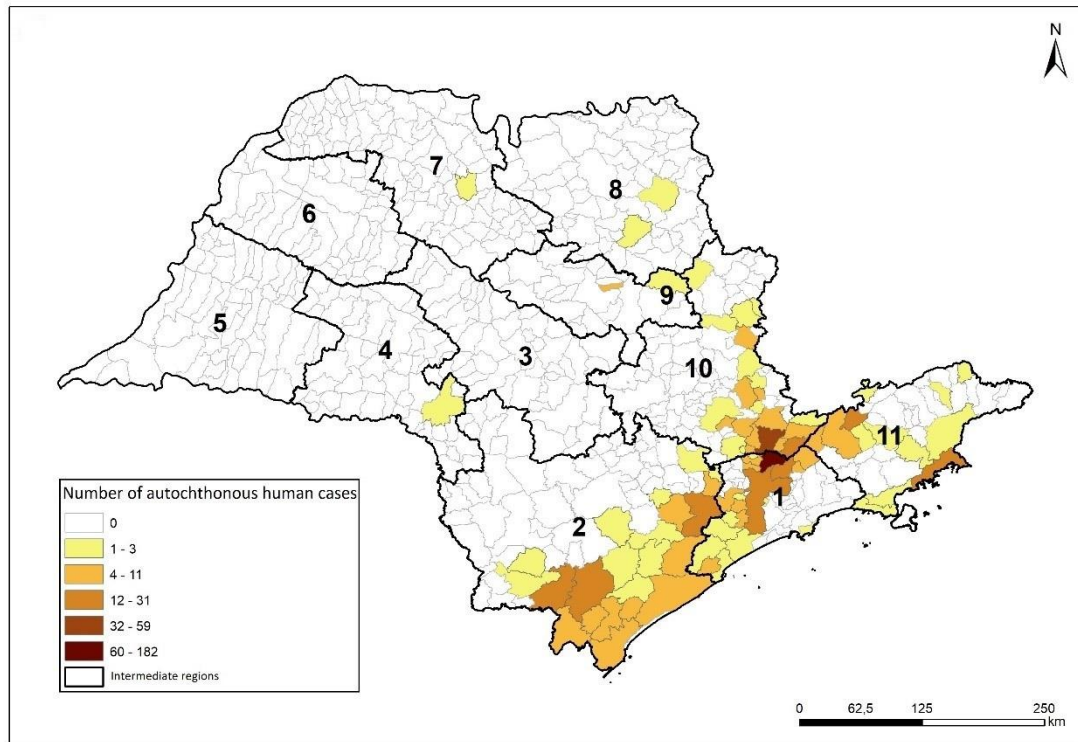 N
7
8
6
9
5
4
3
10
11
1
2
Number of autochthonous human cases
0
1 - 3
4 - 11
12 - 31
32 - 59
60 - 182
Intermediate regions
0 62,5 125 250
km